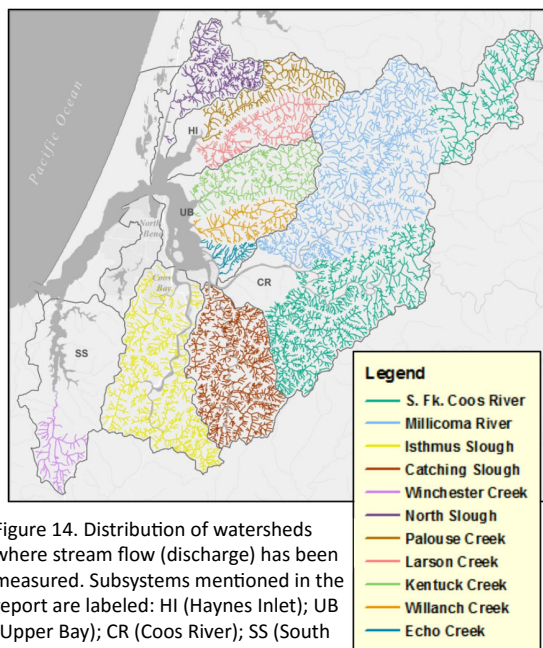 Pacific Ocean
HI
UB
North
Bend
Coos
Bay
CR
SS
Legend
S. Fk. Coos River
Millicoma River
Isthmus Slough
Catching Slough
Winchester Creek
North Slough
Palouse Creek
Larson Creek
Kentuck Creek
Willanch Creek
Echo Creek
Figure 14. Distribution of watersheds
where stream flow (discharge) has been
measured. Subsystems mentioned in the
report are labeled: HI (Haynes Inlet); UB
(Upper Bay); CR (Coos River); SS (South